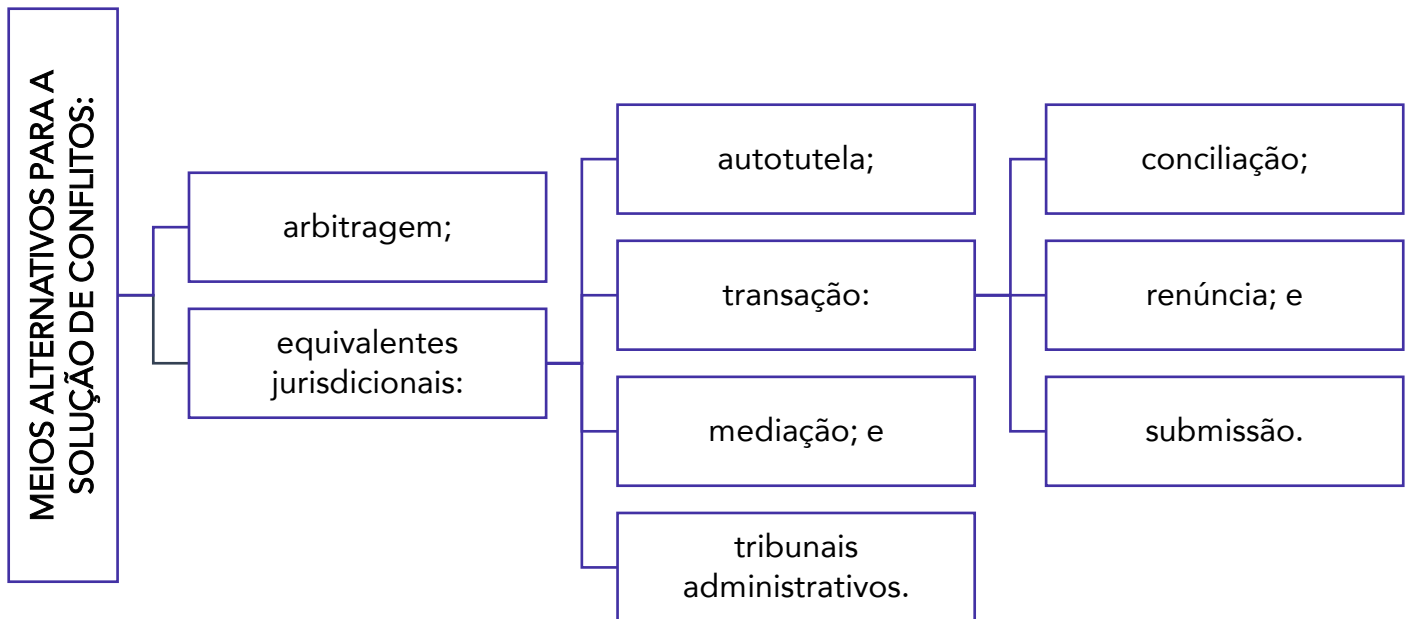 MEIOS ALTERNATIVOS PARA A
SOLUÇÃO DE CONFLITOS:
arbitragem;
equivalentes
jurisdicionais:
autotutela;
transação:
mediação; e
tribunais
administrativos.
conciliação;
renúncia; e
submissão.